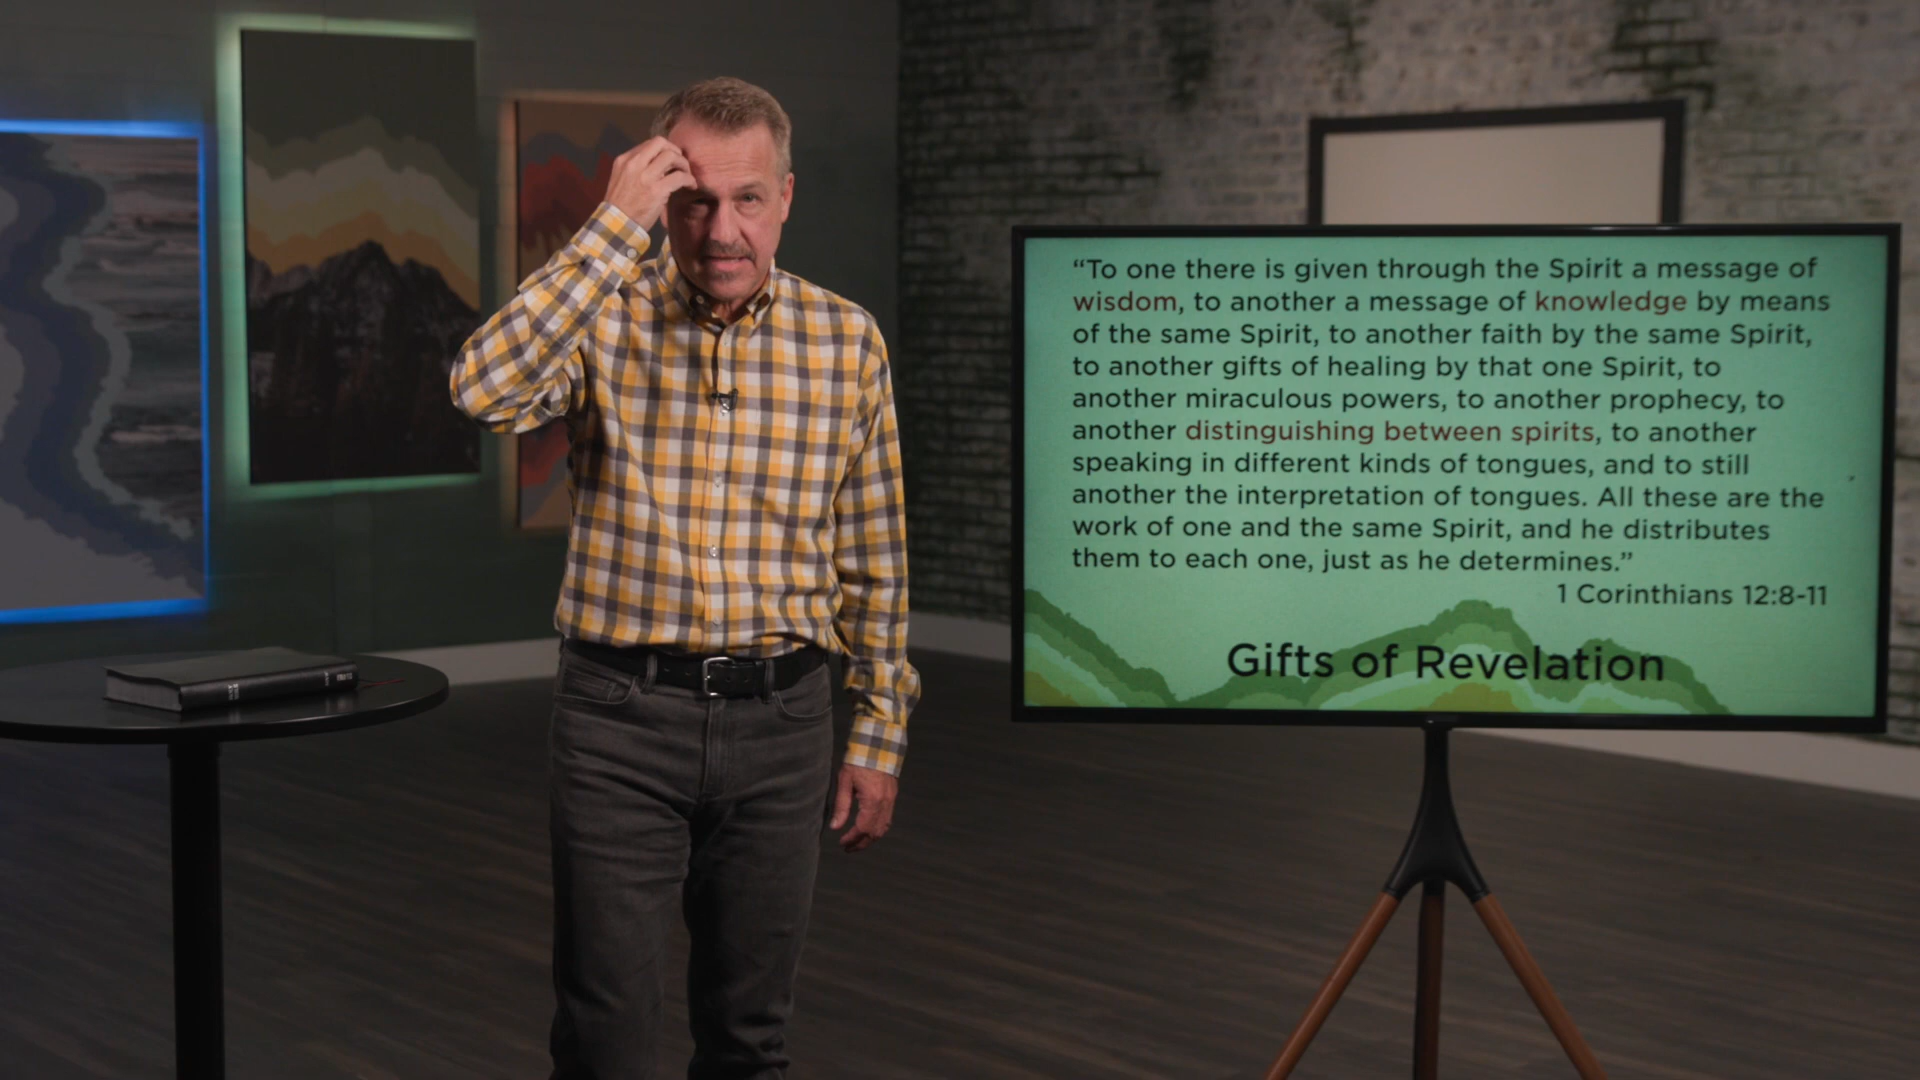 “To one there is given through the Spirit a message of
wisdom, to another a message of knowledge by means
of the same Spirit, to another faith by the same Spirit,
to another gifts of healing by that one Spirit, to
another miraculous powers, to another prophecy, to
another distinguishing between spirits, to another
speaking in different kinds of tongues, and to still
another the interpretation of tongues. All these are the
work of one and the same Spirit, and he distributes
them to each one, just as he determines.”
1 Corinthians 12:8-11
Gifts of Revelation